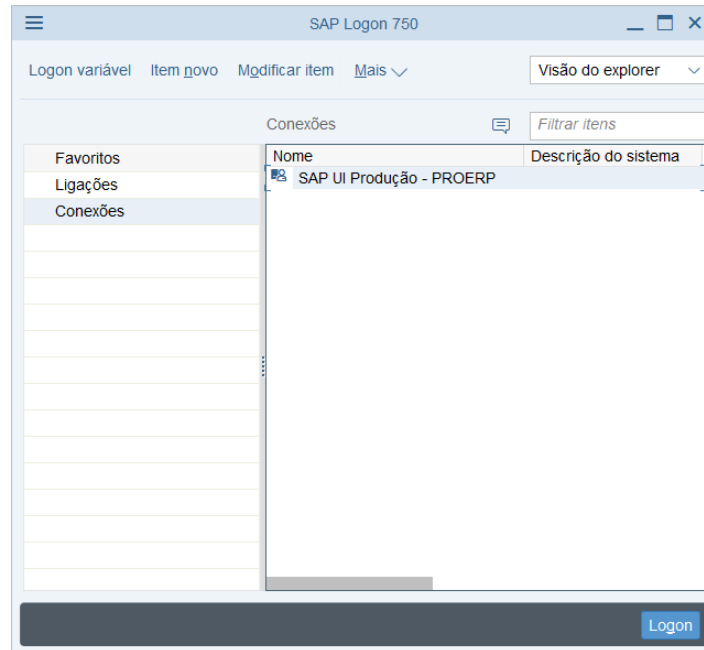 SAP Logon 750
Logon variável Item novo Modificar item Mais Visão do explorer
Conexões Filtrar itens
Favoritos
Ligações
Conexões
Nome Descrição do sistema
SAP UI Produção - PROERP
Logon